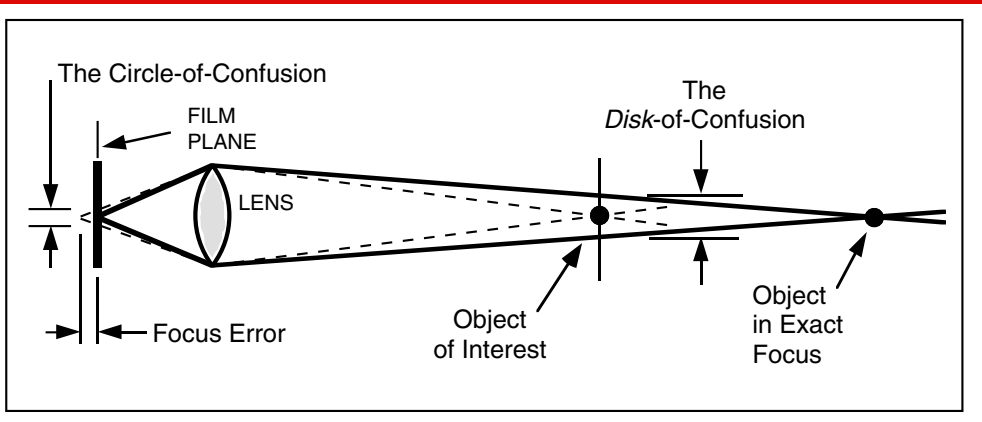 The Circle-of-Confusion
FILM
PLANE
The
Disk-of-Confusion
LENS
Object
of Interest
Object
in Exact
Focus
Focus Error